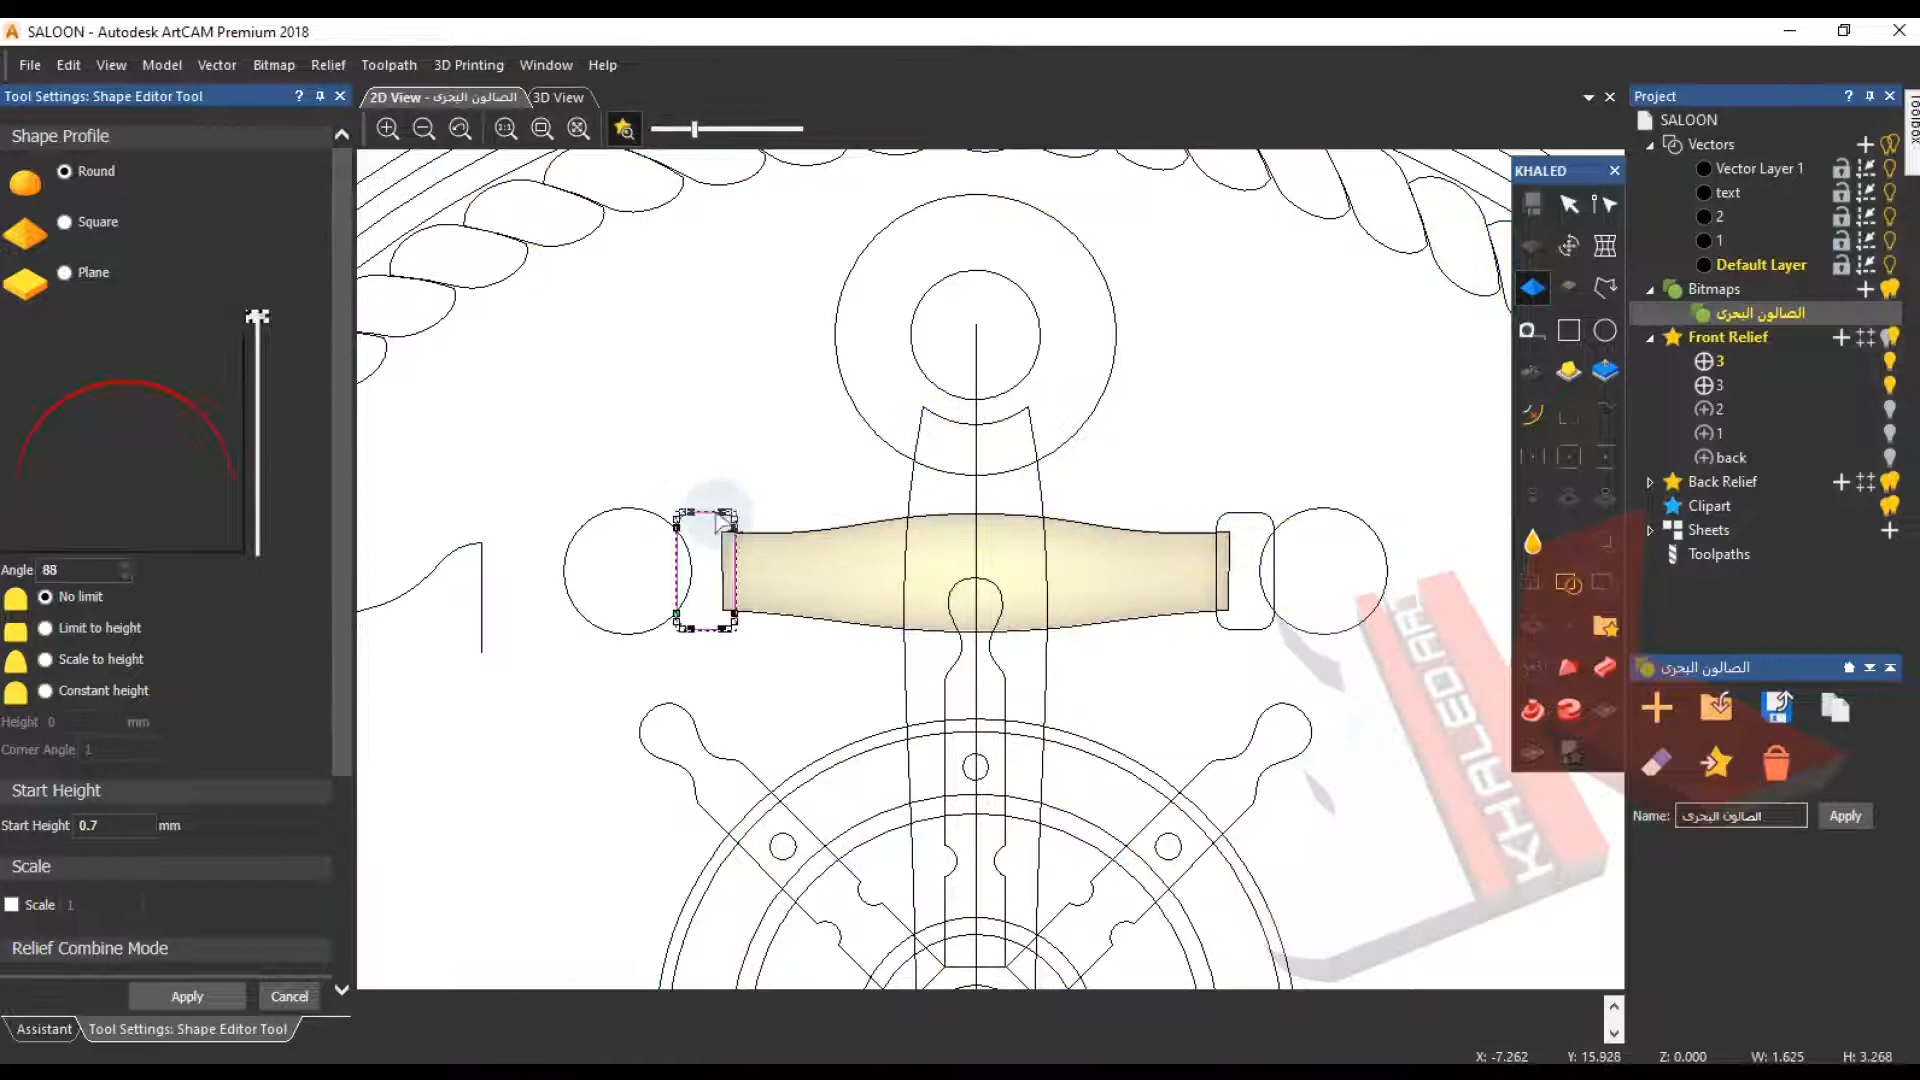 SALOON - Autodesk ArtCAM Premium 2018
File Edit View Model Vector Bitmap Relief Toolpath 3D Printing Window Help
Tool Settings: Shape Editor Tool ?
Shape Profile
Round
Square
Plane
Angle 88
No limit
Limit to height
Scale to height
Constant height
Height 0 mm
Corner Angle 1
Start Height
Start Height 0.7 mm
Scale
Scale 1
Relief Combine Mode
Apply Cancel
Assistant Tool Settings: Shape Editor Tool
2D View - الصالون البحرى 3D View
1:1
KHALED
Project ?
Toolbox:
SALOON
Vectors
Vector Layer 1
text
2
1
Default Layer
Bitmaps
الصالون البحرى
Front Relief
3
3
2
1
back
Back Relief
Clipart
Sheets
Toolpaths
الصالون البحرى
Name: الصالون البحرى Apply
KHALEDART
X: -7.262 Y: 15.928 Z: 0.000 W: 1.625 H: 3.268